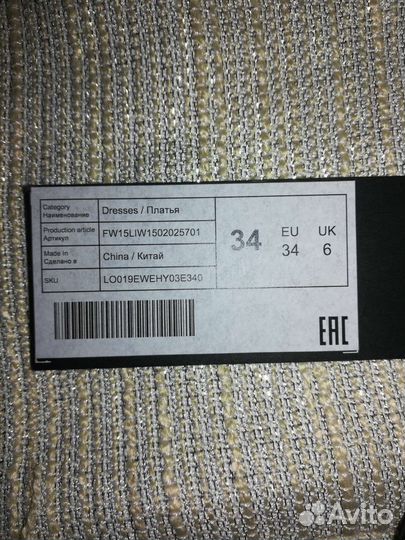 Category
Наименование
Dresses / Платья
Production article
Артикул
FW15LIW1502025701
Made in
Сделано в
China / Китай
SKU
LO019EWEHY03E340
34
EU
34
UK
6
EAC
Avito